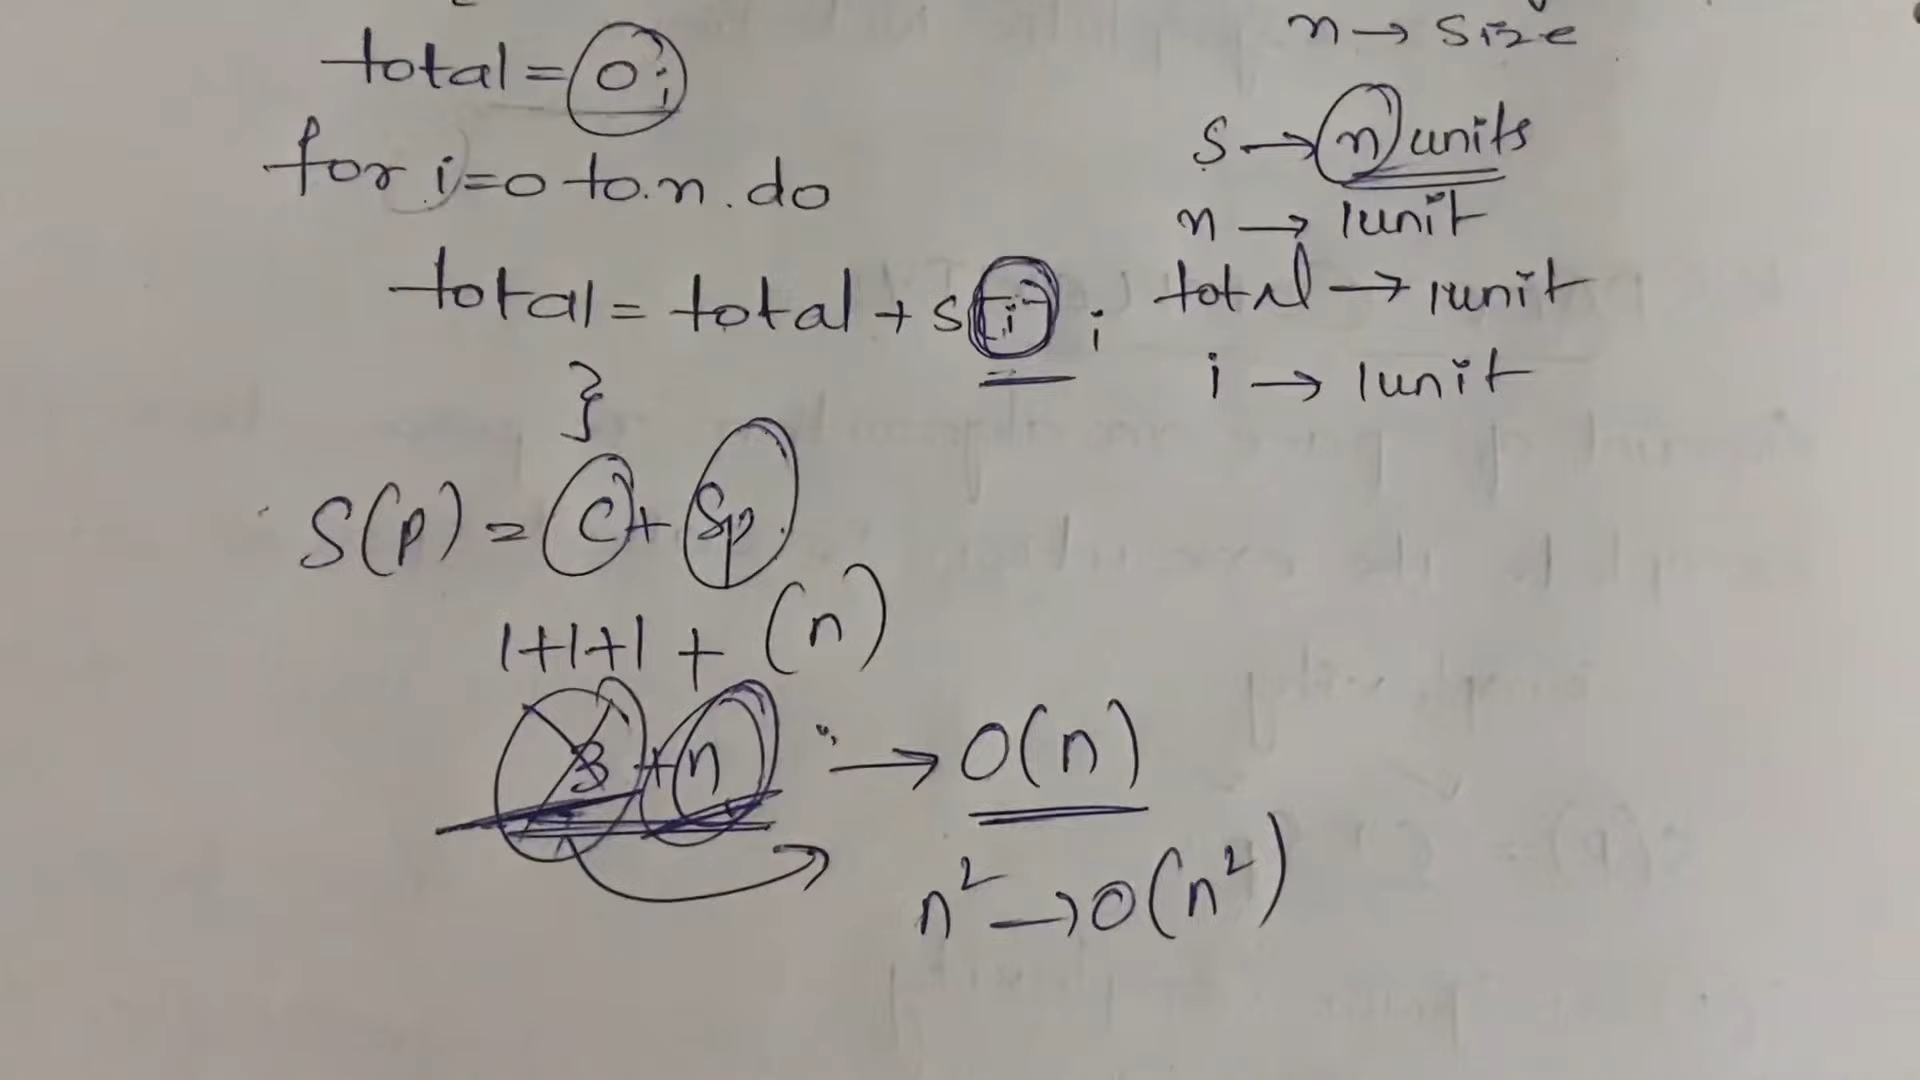 total = 0;
for i=0 to.n.do
total = total + s[i];
}
n → size
s → n units
n → 1unit
total → 1unit
i → 1unit
S(p) = C + Sp
1+1+1 + (n)
3 + n → O(n)
n² → O(n²)